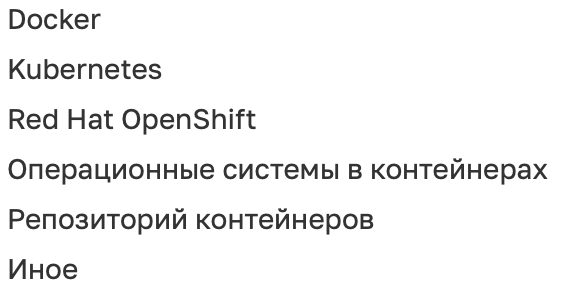 Docker
Kubernetes
Red Hat OpenShift
Операционные системы в контейнерах
Репозиторий контейнеров
Иное